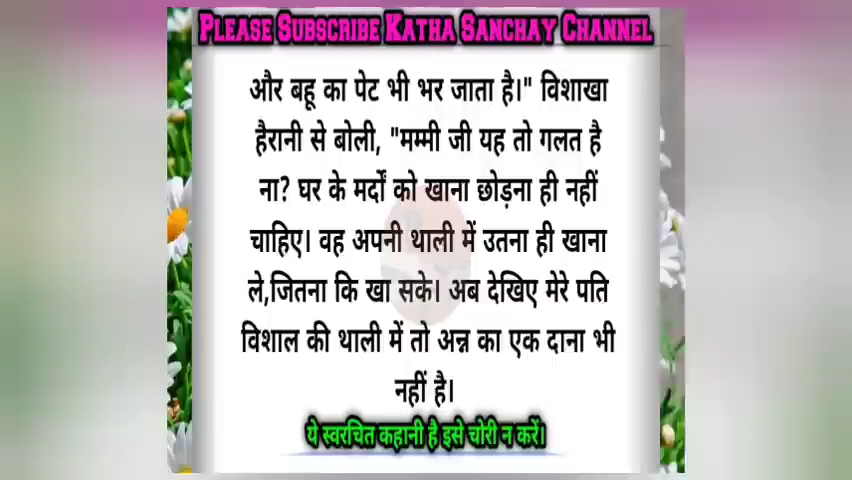 PLEASE SUBSCRIBE KATHA SANCHAY CHANNEL
और बहू का पेट भी भर जाता है।" विशाखा
हैरानी से बोली, "मम्मी जी यह तो गलत है
ना? घर के मर्दों को खाना छोड़ना ही नहीं
चाहिए। वह अपनी थाली में उतना ही खाना
ले,जितना कि खा सके। अब देखिए मेरे पति
विशाल की थाली में तो अन्न का एक दाना भी
नहीं है।
ये स्वरचित कहानी है इसे चोरी न करें।